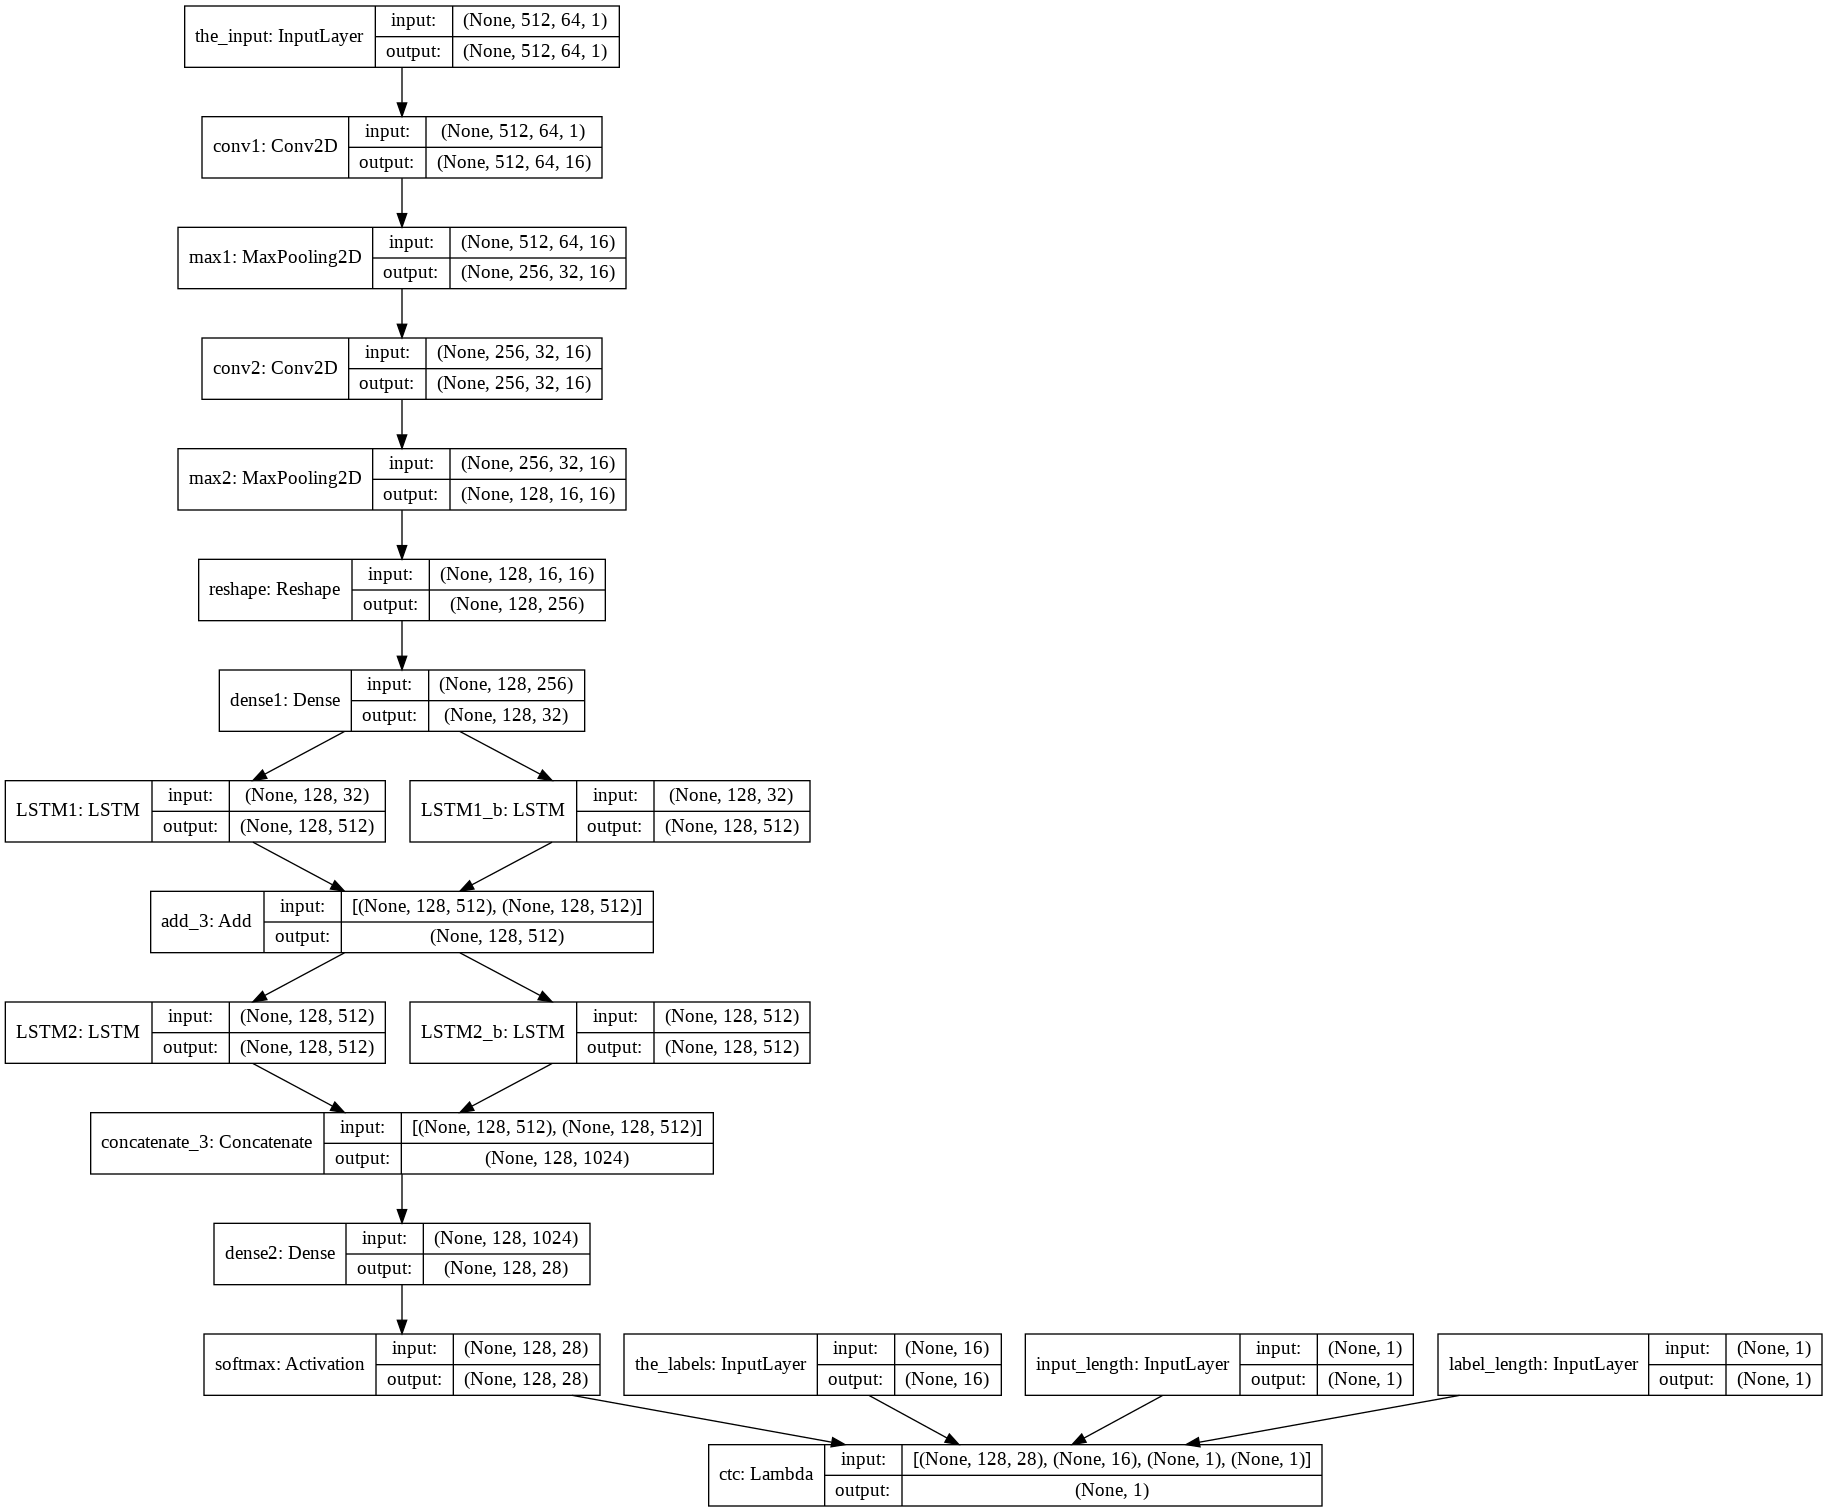 the_input: InputLayer
input: (None, 512, 64, 1)
output: (None, 512, 64, 1)
conv1: Conv2D
input: (None, 512, 64, 1)
output: (None, 512, 64, 16)
max1: MaxPooling2D
input: (None, 512, 64, 16)
output: (None, 256, 32, 16)
conv2: Conv2D
input: (None, 256, 32, 16)
output: (None, 256, 32, 16)
max2: MaxPooling2D
input: (None, 256, 32, 16)
output: (None, 128, 16, 16)
reshape: Reshape
input: (None, 128, 16, 16)
output: (None, 128, 256)
dense1: Dense
input: (None, 128, 256)
output: (None, 128, 32)
LSTM1: LSTM
input: (None, 128, 32)
output: (None, 128, 512)
LSTM1_b: LSTM
input: (None, 128, 32)
output: (None, 128, 512)
add_3: Add
input: [(None, 128, 512), (None, 128, 512)]
output: (None, 128, 512)
LSTM2: LSTM
input: (None, 128, 512)
output: (None, 128, 512)
LSTM2_b: LSTM
input: (None, 128, 512)
output: (None, 128, 512)
concatenate_3: Concatenate
input: [(None, 128, 512), (None, 128, 512)]
output: (None, 128, 1024)
dense2: Dense
input: (None, 128, 1024)
output: (None, 128, 28)
softmax: Activation
input: (None, 128, 28)
output: (None, 128, 28)
the_labels: InputLayer
input: (None, 16)
output: (None, 16)
input_length: InputLayer
input: (None, 1)
output: (None, 1)
label_length: InputLayer
input: (None, 1)
output: (None, 1)
ctc: Lambda
input: [(None, 128, 28), (None, 16), (None, 1), (None, 1)]
output: (None, 1)